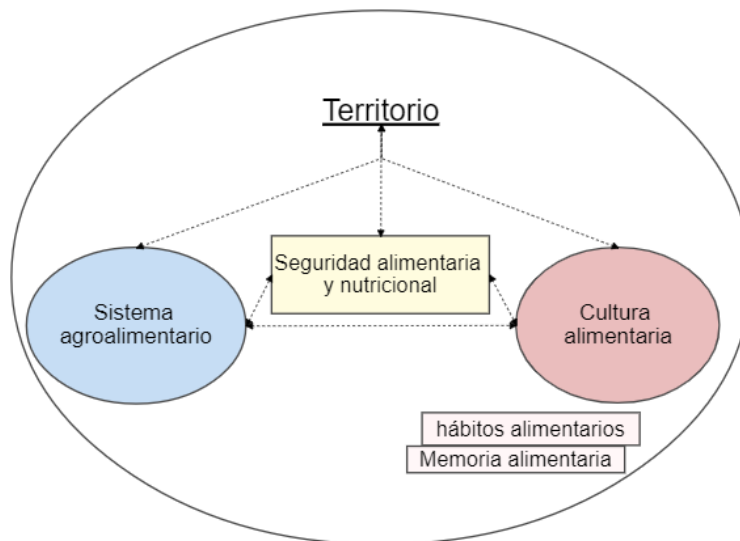 Territorio
Seguridad alimentaria
y nutricional
Sistema
agroalimentario
Cultura
alimentaria
hábitos alimentarios
Memoria alimentaria